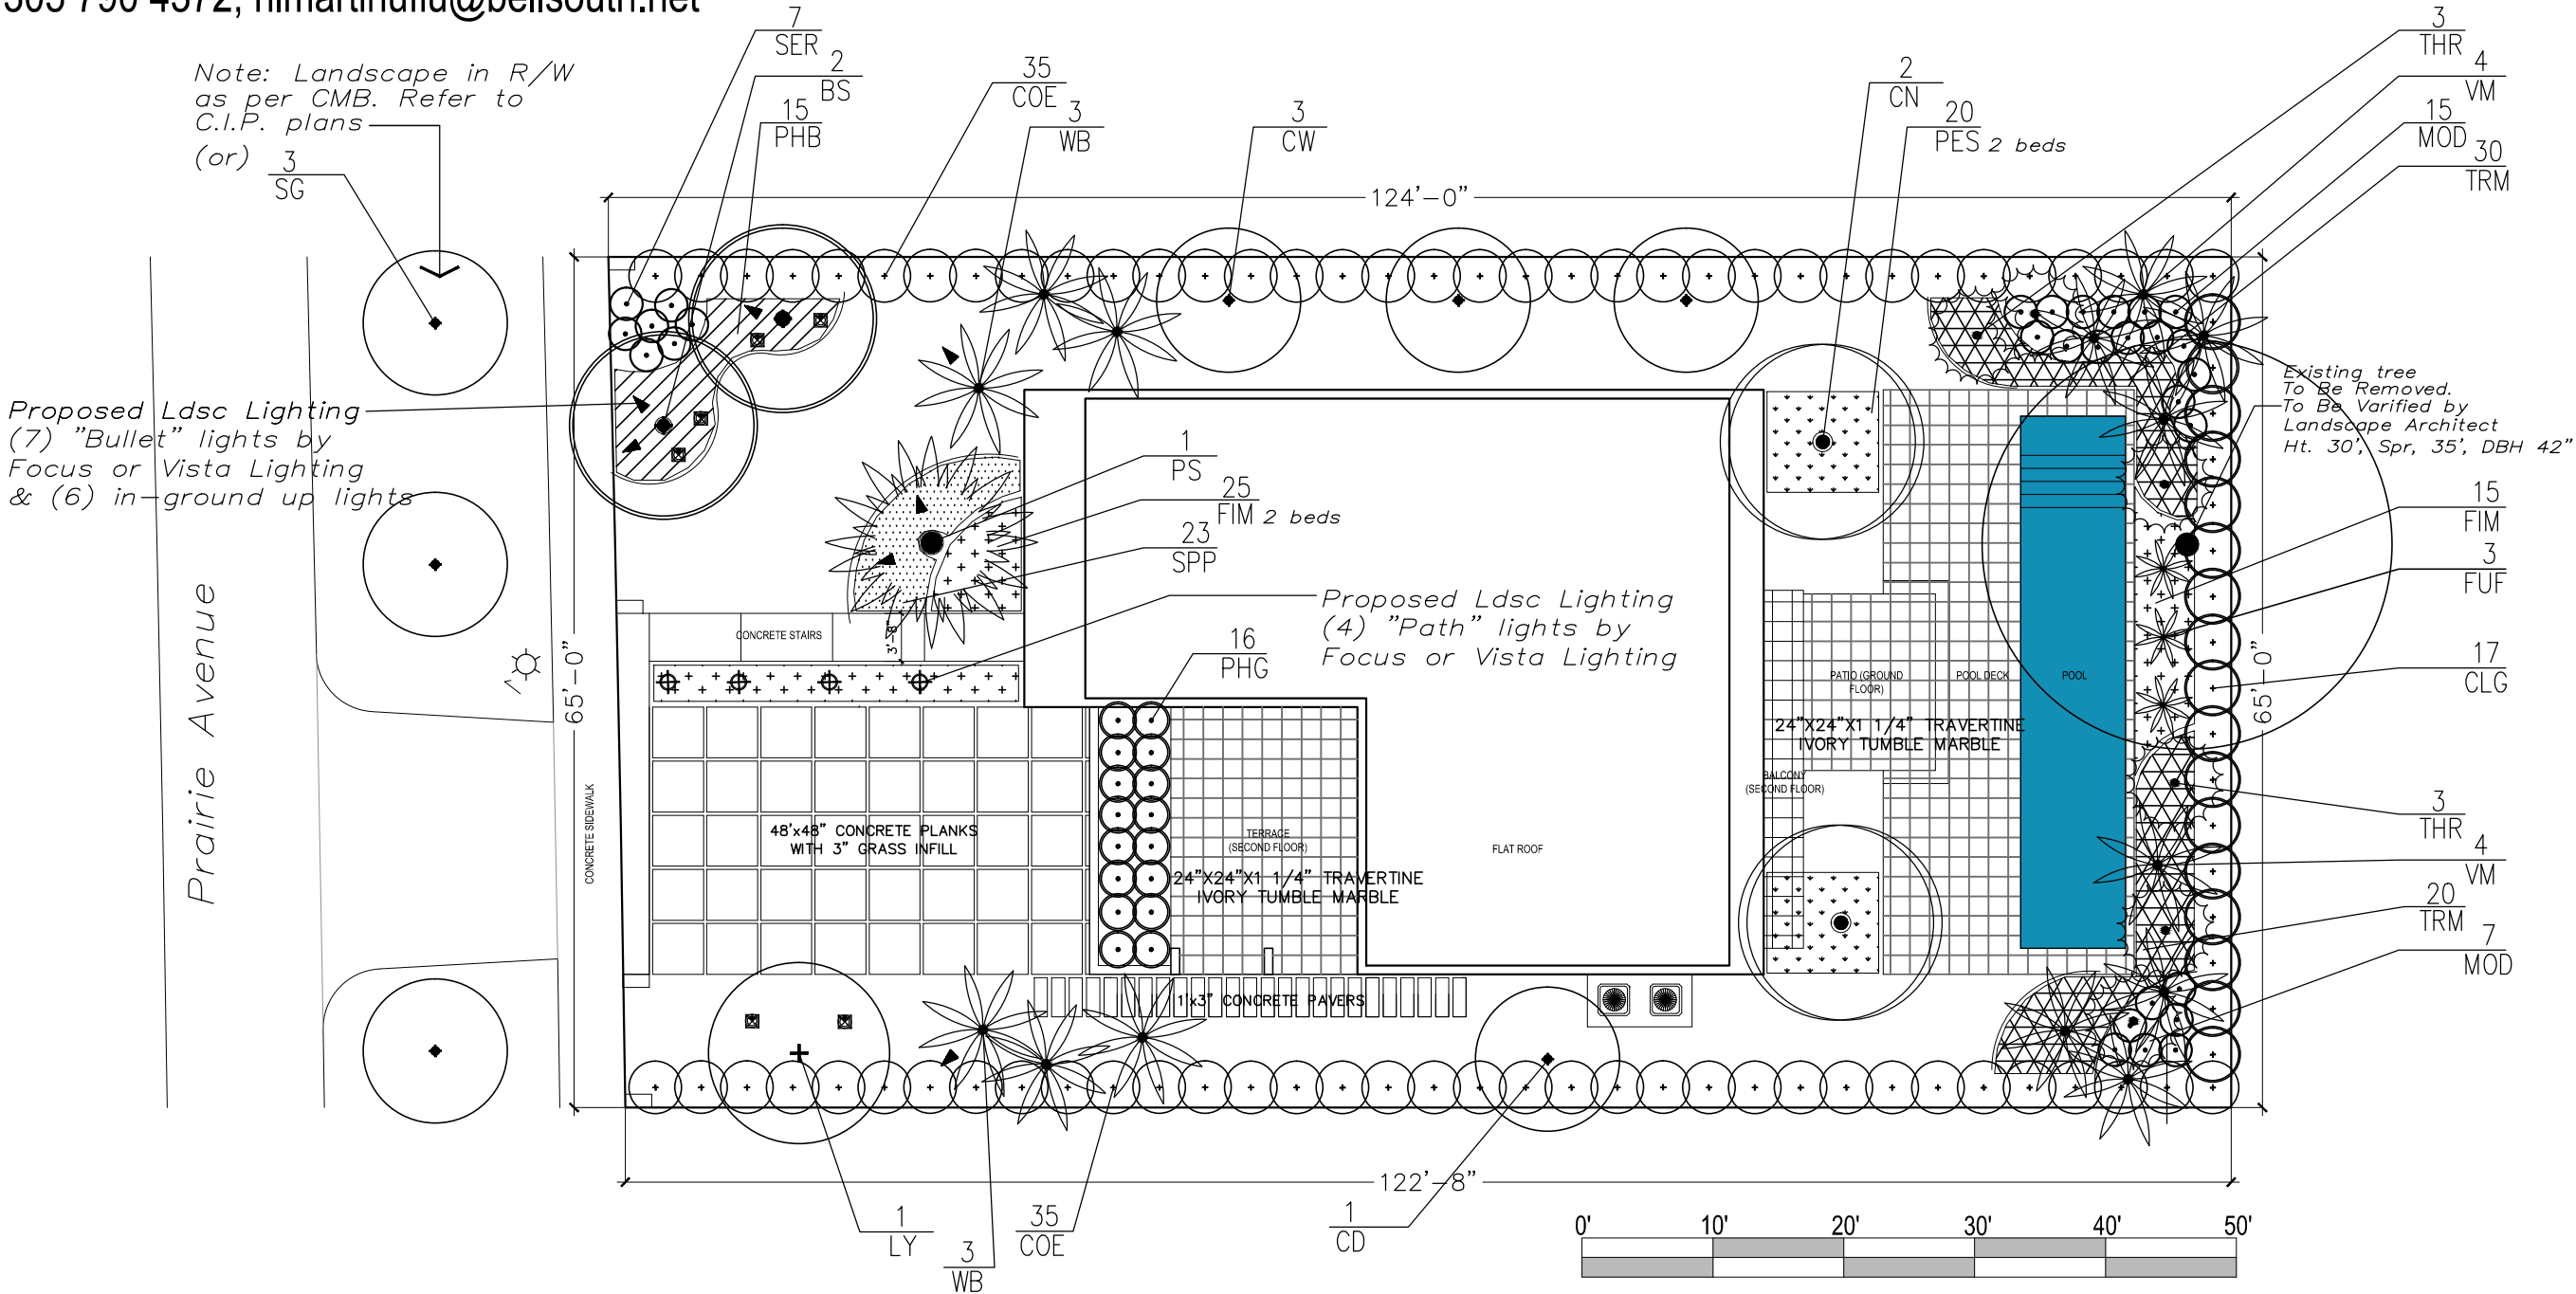 7
SER
2
BS
15
PHB
35
COE
3
WB
3
CW
2
CN
20
PES 2 beds
3
THR
4
VM
15
MOD
30
TRM
Note: Landscape in R/W
as per CMB. Refer to
C.I.P. plans
(or)
3
SG
124'-0"
Existing tree
To Be Removed.
To Be Varified by
Landscape Architect
Ht. 30', Spr, 35', DBH 42"
Proposed Ldsc Lighting
(7) "Bullet" lights by
Focus or Vista Lighting
& (6) in-ground up lights
1
PS
25
FIM 2 beds
23
SPP
15
FIM
3
FUF
17
CLG
Proposed Ldsc Lighting
(4) "Path" lights by
Focus or Vista Lighting
CONCRETE STAIRS
3'-8"
16
PHG
65'-0"
65'-0"
PATIO (GROUND
FLOOR)
POOL DECK
POOL
24"X24"X1 1/4" TRAVERTINE
IVORY TUMBLE MARBLE
BALCONY
(SECOND FLOOR)
Prairie Avenue
CONCRETE SIDEWALK
48'x48" CONCRETE PLANKS
WITH 3" GRASS INFILL
TERRACE
(SECOND FLOOR)
FLAT ROOF
24"X24"X1 1/4" TRAVERTINE
IVORY TUMBLE MARBLE
3
THR
4
VM
20
TRM
7
MOD
1'x3" CONCRETE PAVERS
122'-8"
1
LY
3
WB
35
COE
1
CD
0' 10' 20' 30' 40' 50'